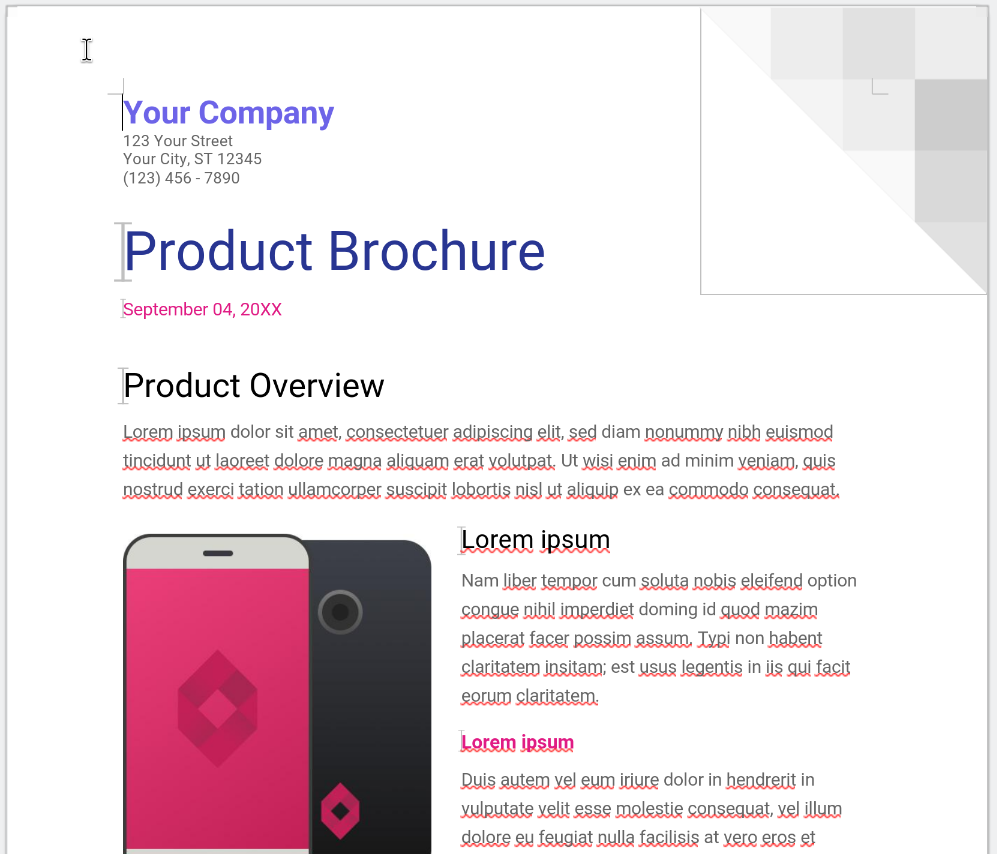 Your Company
123 Your Street
Your City, ST 12345
(123) 456 - 7890
Product Brochure
September 04, 20XX
Product Overview
Lorem ipsum dolor sit amet, consectetuer adipiscing elit, sed diam nonummy nibh euismod
tincidunt ut laoreet dolore magna aliquam erat volutpat. Ut wisi enim ad minim veniam, quis
nostrud exerci tation ullamcorper suscipit lobortis nisl ut aliquip ex ea commodo consequat.
Lorem ipsum
Nam liber tempor cum soluta nobis eleifend option
congue nihil imperdiet doming id quod mazim
placerat facer possim assum. Typi non habent
claritatem insitam; est usus legentis in iis qui facit
eorum claritatem.
Lorem ipsum
Duis autem vel eum iriure dolor in hendrerit in
vulputate velit esse molestie consequat, vel illum
dolore eu feugiat nulla facilisis at vero eros et